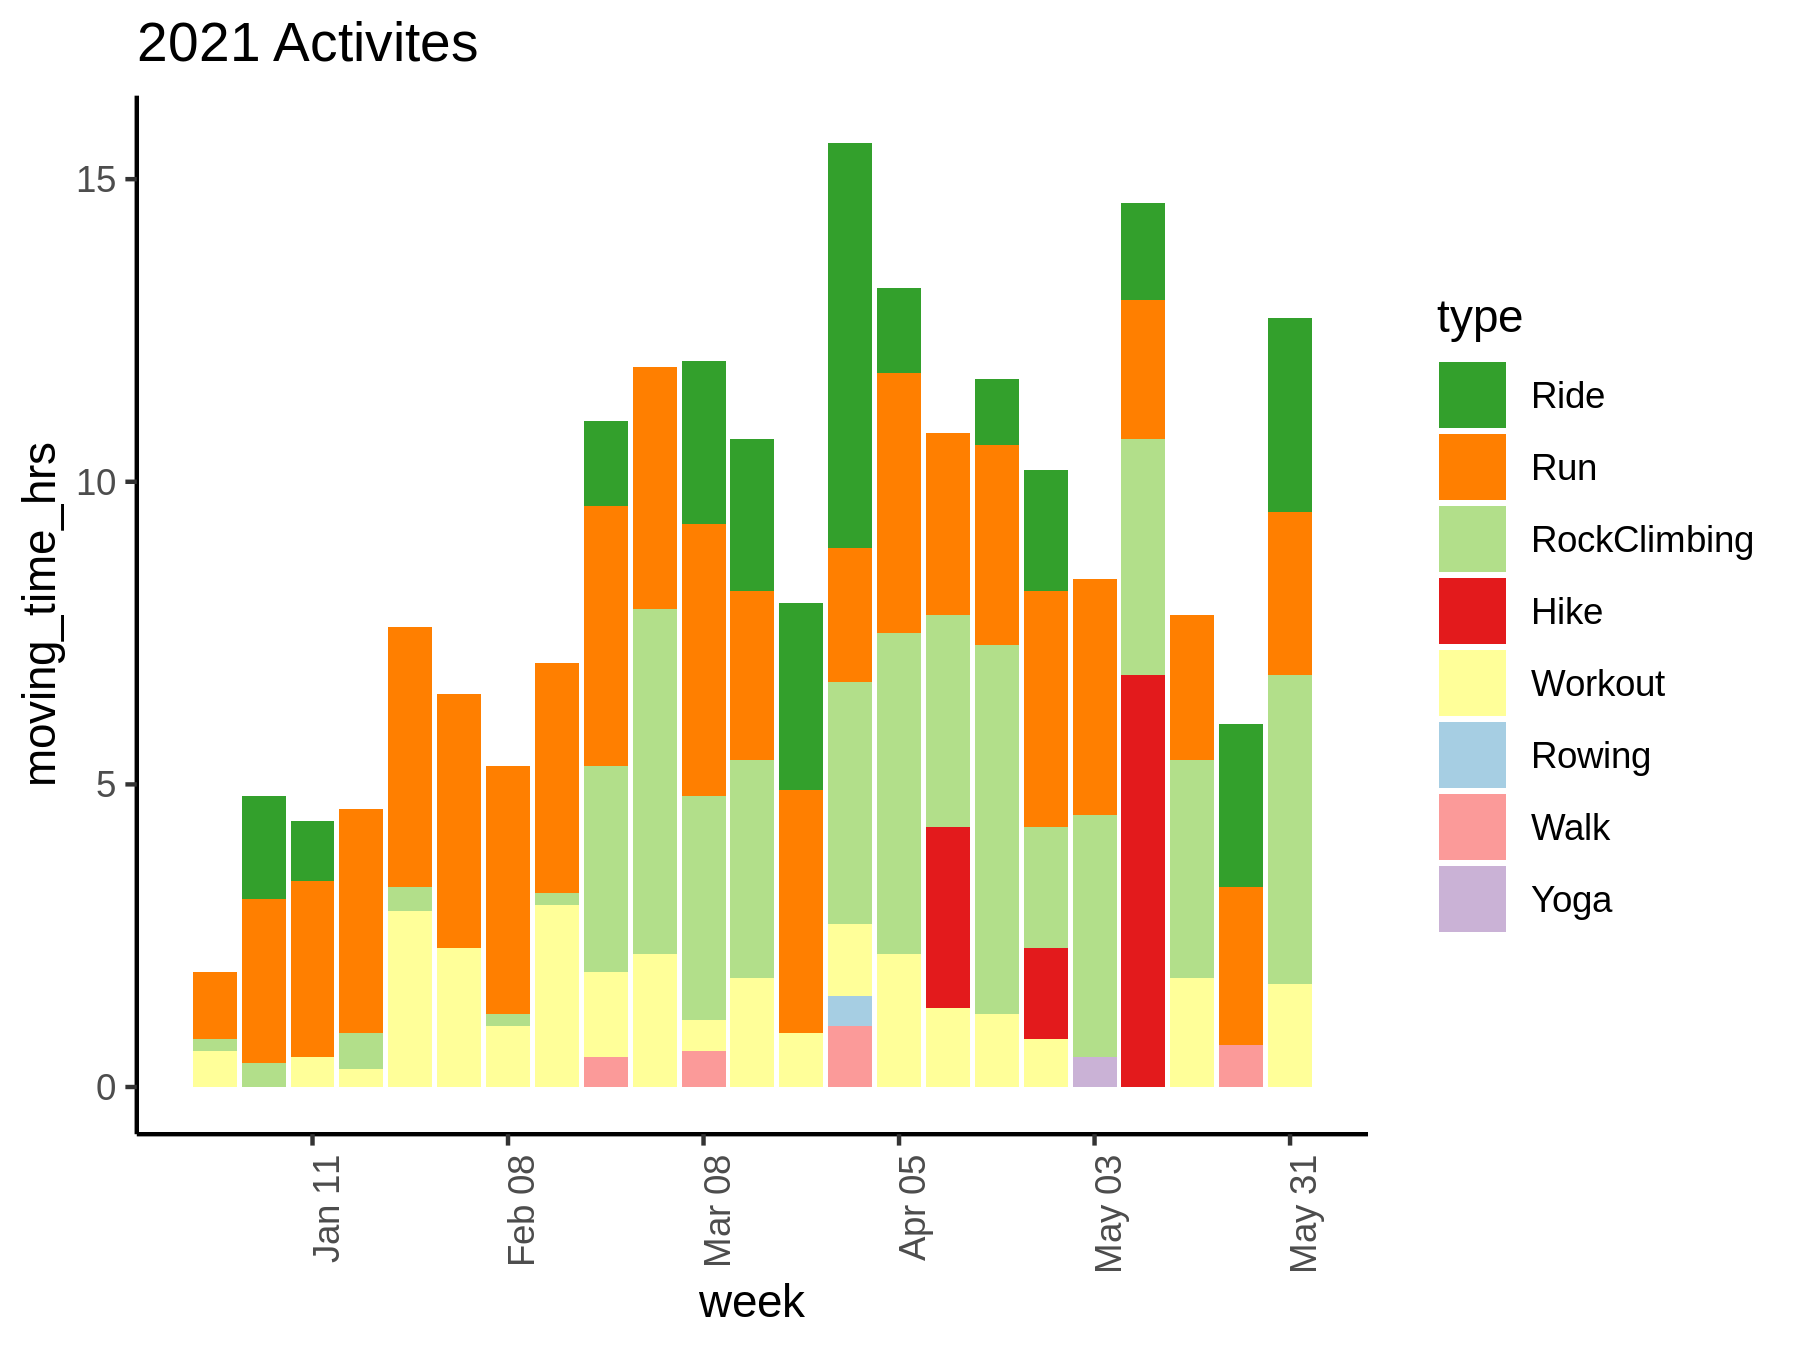 2021 Activites
moving_time_hrs
15
10
5
0
Jan 11
Feb 08
Mar 08
Apr 05
May 03
May 31
week
type
Ride
Run
RockClimbing
Hike
Workout
Rowing
Walk
Yoga